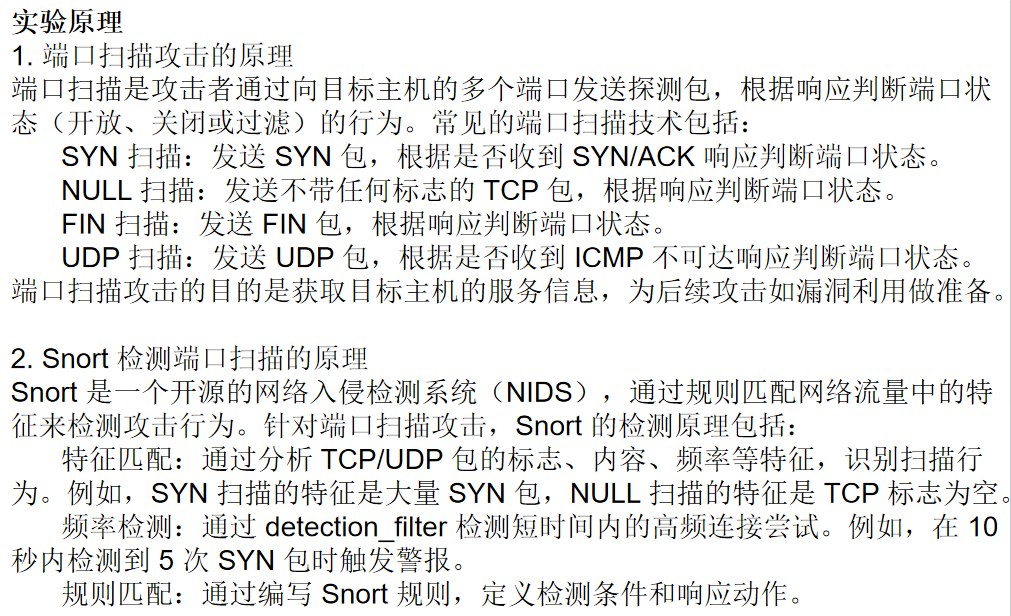 实验原理
1. 端口扫描攻击的原理
端口扫描是攻击者通过向目标主机的多个端口发送探测包，根据响应判断端口状
态（开放、关闭或过滤）的行为。常见的端口扫描技术包括：
SYN 扫描：发送 SYN 包，根据是否收到 SYN/ACK 响应判断端口状态。
NULL 扫描：发送不带任何标志的 TCP 包，根据响应判断端口状态。
FIN 扫描：发送 FIN 包，根据响应判断端口状态。
UDP 扫描：发送 UDP 包，根据是否收到 ICMP 不可达响应判断端口状态。
端口扫描攻击的目的是获取目标主机的服务信息，为后续攻击如漏洞利用做准备。
2. Snort 检测端口扫描的原理
Snort 是一个开源的网络入侵检测系统（NIDS），通过规则匹配网络流量中的特
征来检测攻击行为。针对端口扫描攻击，Snort 的检测原理包括：
特征匹配：通过分析 TCP/UDP 包的标志、内容、频率等特征，识别扫描行
为。例如，SYN 扫描的特征是大量 SYN 包，NULL 扫描的特征是 TCP 标志为空。
频率检测：通过 detection_filter 检测短时间内的高频连接尝试。例如，在 10
秒内检测到 5 次 SYN 包时触发警报。
规则匹配：通过编写 Snort 规则，定义检测条件和响应动作。